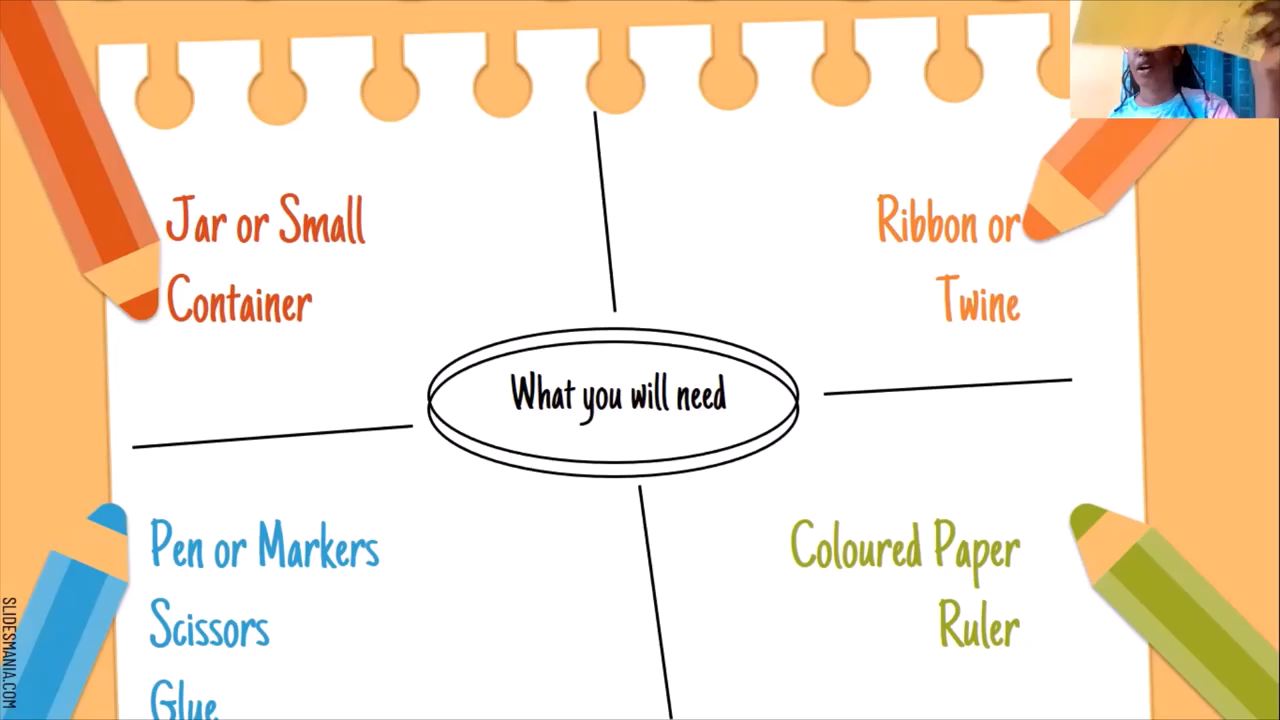 Jar or Small
Container
Ribbon or
Twine
What you will need
Pen or Markers
Scissors
Glue
Coloured Paper
Ruler
SLIDESMANIA.COM